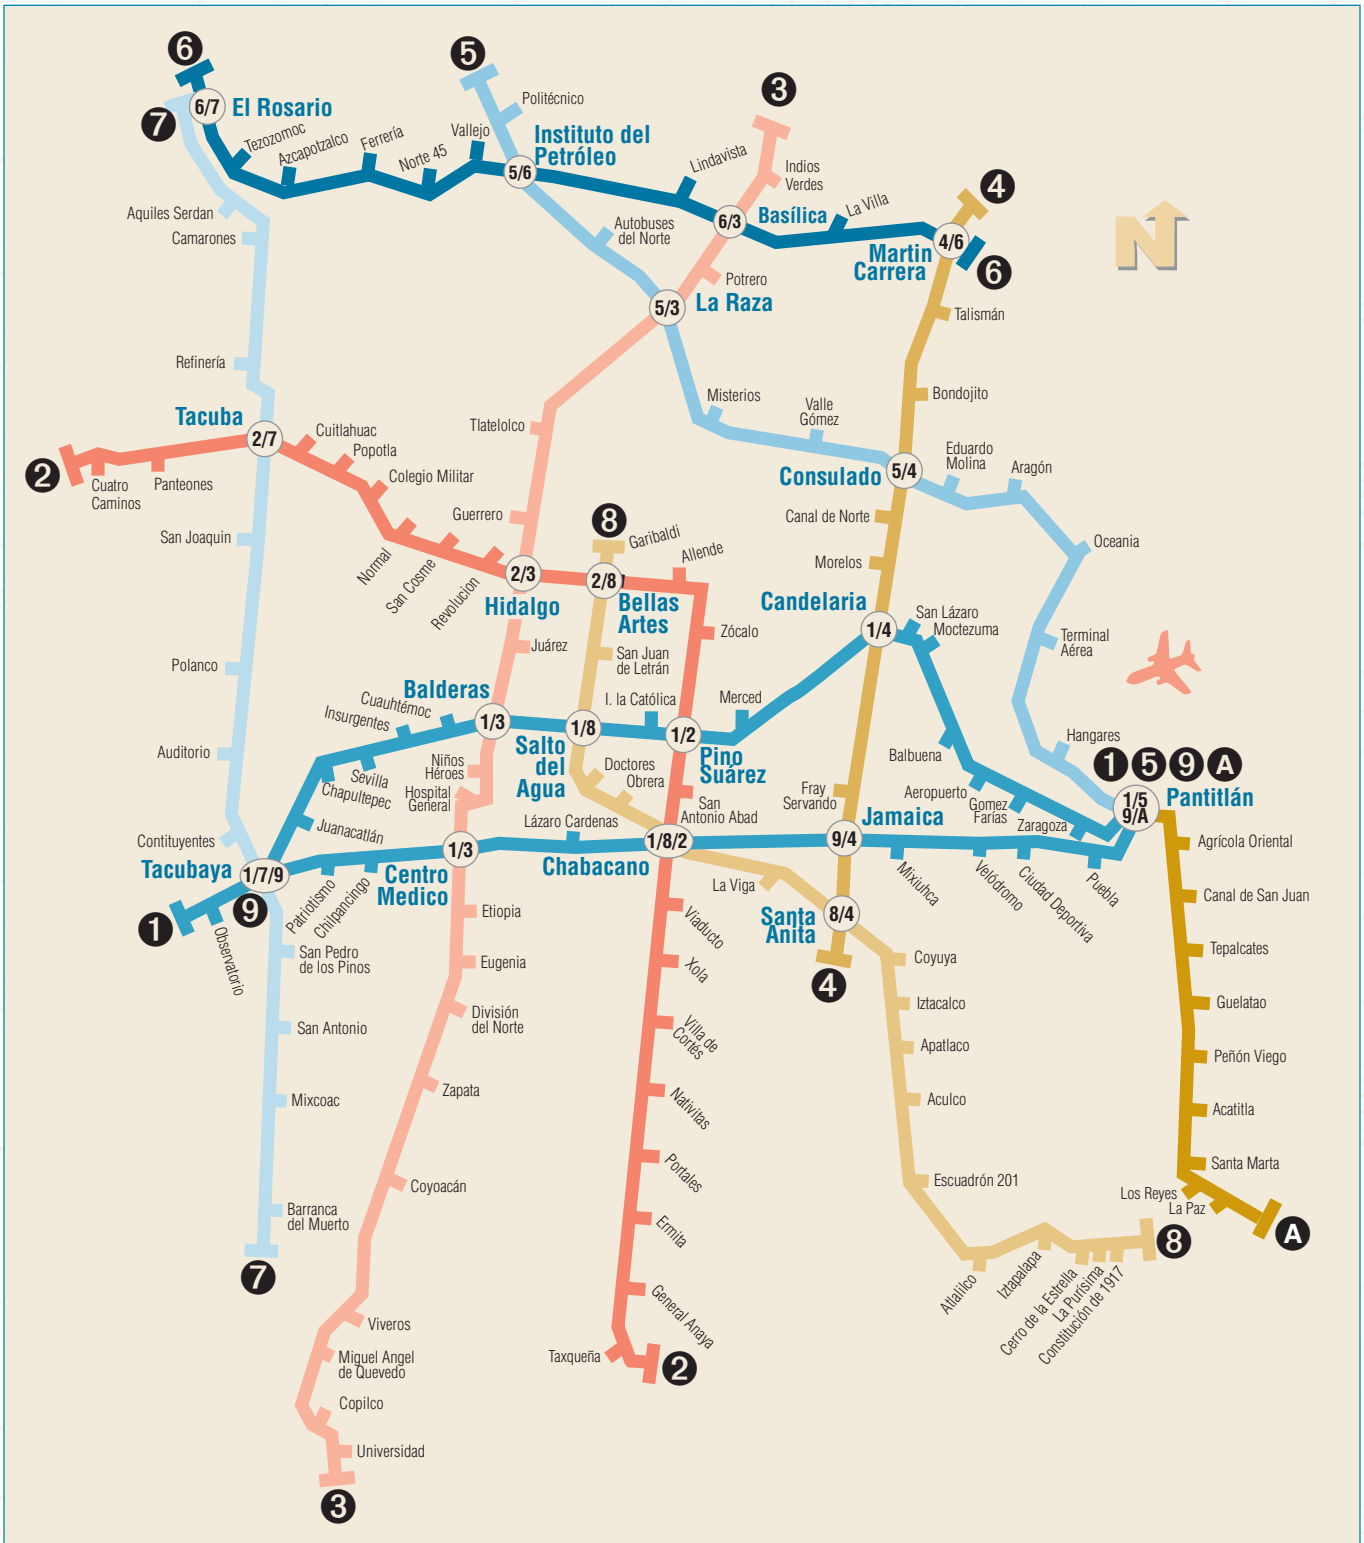 6
5
3
7
6/7
El Rosario
Politécnico
Tezozomoc
Azcapotzalco
Ferrería
Norte 45
Vallejo
Instituto del
Petróleo
5/6
Lindavista
Indios
Verdes
4
6/3
Basílica
La Villa
4/6
Martin
Carrera
6
N
Aquiles Serdan
Camarones
Autobuses
del Norte
Potrero
5/3
La Raza
Talismán
Refinería
Bondojito
Misterios
Valle
Gómez
Tacuba
2/7
Cuitlahuac
Popotla
Colegio Militar
Tlatelolco
2
Cuatro
Caminos
Panteones
Consulado
5/4
Eduardo
Molina
Aragón
San Joaquin
Normal
San Cosme
Revolucion
Guerrero
8
Garibaldi
Allende
Canal de Norte
Morelos
Oceania
2/3
Hidalgo
2/8
Bellas
Artes
Candelaria
1/4
San Lázaro
Moctezuma
Zócalo
Terminal
Aérea
Juárez
San Juan
de Letrán
Polanco
Balderas
Cuauhtémoc
Insurgentes
1/3
I. la Católica
Merced
1/8
Salto
del
Agua
1/2
Pino
Suárez
Auditorio
Sevilla
Chapultepec
Niños
Héroes
Hospital
General
Doctores
Obrera
San
Antonio Abad
Balbuena
Hangares
Aeropuerto
Gomez
Farías
Zaragoza
1 5 9 A
1/5
9/A
Pantitlán
Fray
Servando
Contituyentes
Juanacatlán
Lázaro Cardenas
Jamaica
9/4
Agrícola Oriental
Tacubaya
1/7/9
1/3
Centro
Medico
Chabacano
1/8/2
Patriotismo
Chilpancingo
1
9
Observatorio
La Viga
Santa
Anita
8/4
4
Mixiuhca
Velódromo
Ciudad Deportiva
Puebla
Canal de San Juan
Tepalcates
Guelatao
Peñón Viego
Acatitla
Santa Marta
Los Reyes
La Paz
A
Etiopia
Eugenia
División
del Norte
Zapata
Coyoacán
Viveros
Miguel Angel
de Quevedo
Copilco
Universidad
3
San Pedro
de los Pinos
San Antonio
Mixcoac
Barranca
del Muerto
7
Viaducto
Xola
Villa de
Cortés
Nativitas
Portales
Ermita
General Anaya
Taxqueña
2
Coyuya
Iztacalco
Apatlaco
Aculco
Escuadrón 201
Atlalilco
Iztapalapa
Cerro de la Estrella
La Purísima
Constitución de 1917
8